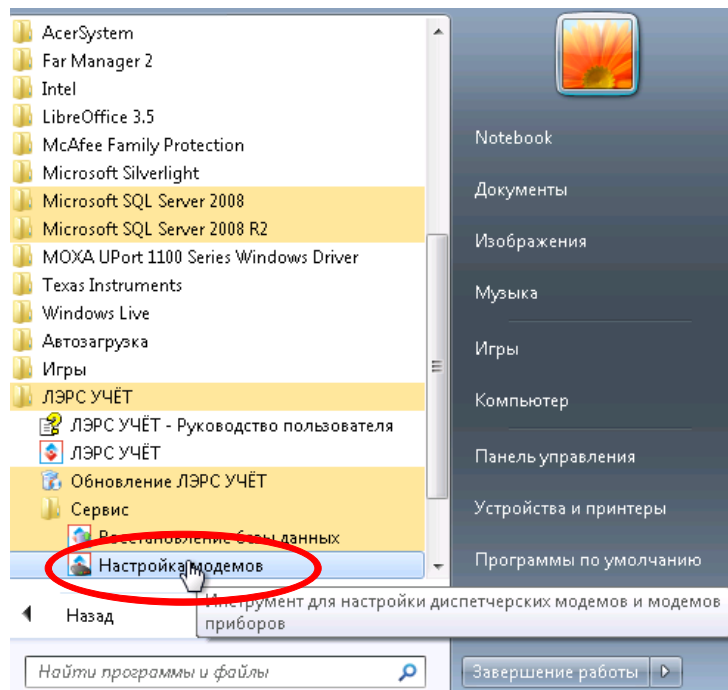 AcerSystem
Far Manager 2
Intel
LibreOffice 3.5
McAfee Family Protection
Microsoft Silverlight
Microsoft SQL Server 2008
Microsoft SQL Server 2008 R2
MOXA UPort 1100 Series Windows Driver
Texas Instruments
Windows Live
Автозагрузка
Игры
ЛЭРС УЧЁТ
ЛЭРС УЧЁТ - Руководство пользователя
ЛЭРС УЧЁТ
Обновление ЛЭРС УЧЁТ
Сервис
Восстановление базы данных
Настройка модемов
Назад
Найти программы и файлы
Notebook
Документы
Изображения
Музыка
Игры
Компьютер
Панель управления
Устройства и принтеры
Программы по умолчанию
Инструмент для настройки диспетчерских модемов и модемов
приборов
Завершение работы